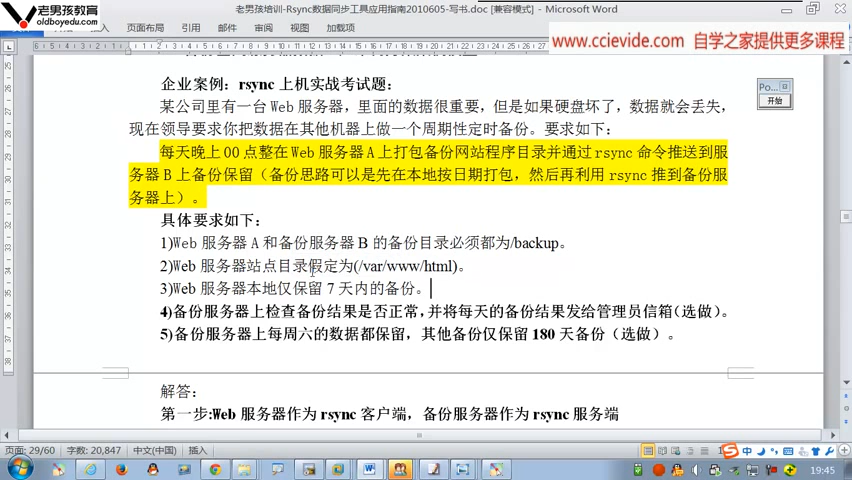 老男孩教育
oldboyedu.com
老男孩培训-Rsync数据同步工具应用指南20100605-写书.doc [兼容模式] - Microsoft Word
页面布局 引用 邮件 审阅 视图 加载项
www.ccievide.com 自学之家提供更多课程
企业案例：rsync 上机实战考试题：
某公司里有一台 Web 服务器，里面的数据很重要，但是如果硬盘坏了，数据就会丢失，
现在领导要求你把数据在其他机器上做一个周期性定时备份。要求如下：
每天晚上 00 点整在 Web 服务器 A 上打包备份网站程序目录并通过 rsync 命令推送到服
务器 B 上备份保留（备份思路可以是先在本地按日期打包，然后再利用 rsync 推到备份服
务器上）。
具体要求如下：
1)Web 服务器 A 和备份服务器 B 的备份目录必须都为/backup。
2)Web 服务器站点目录假定为(/var/www/html)。
3)Web 服务器本地仅保留 7 天内的备份。
4)备份服务器上检查备份结果是否正常，并将每天的备份结果发给管理员信箱（选做）。
5)备份服务器上每周六的数据都保留，其他备份仅保留 180 天备份（选做）。
解答：
第一步:Web 服务器作为 rsync 客户端，备份服务器作为 rsync 服务端
Po...
开始
页面: 29/60 字数: 20,847 中文(中国) 插入
19:45